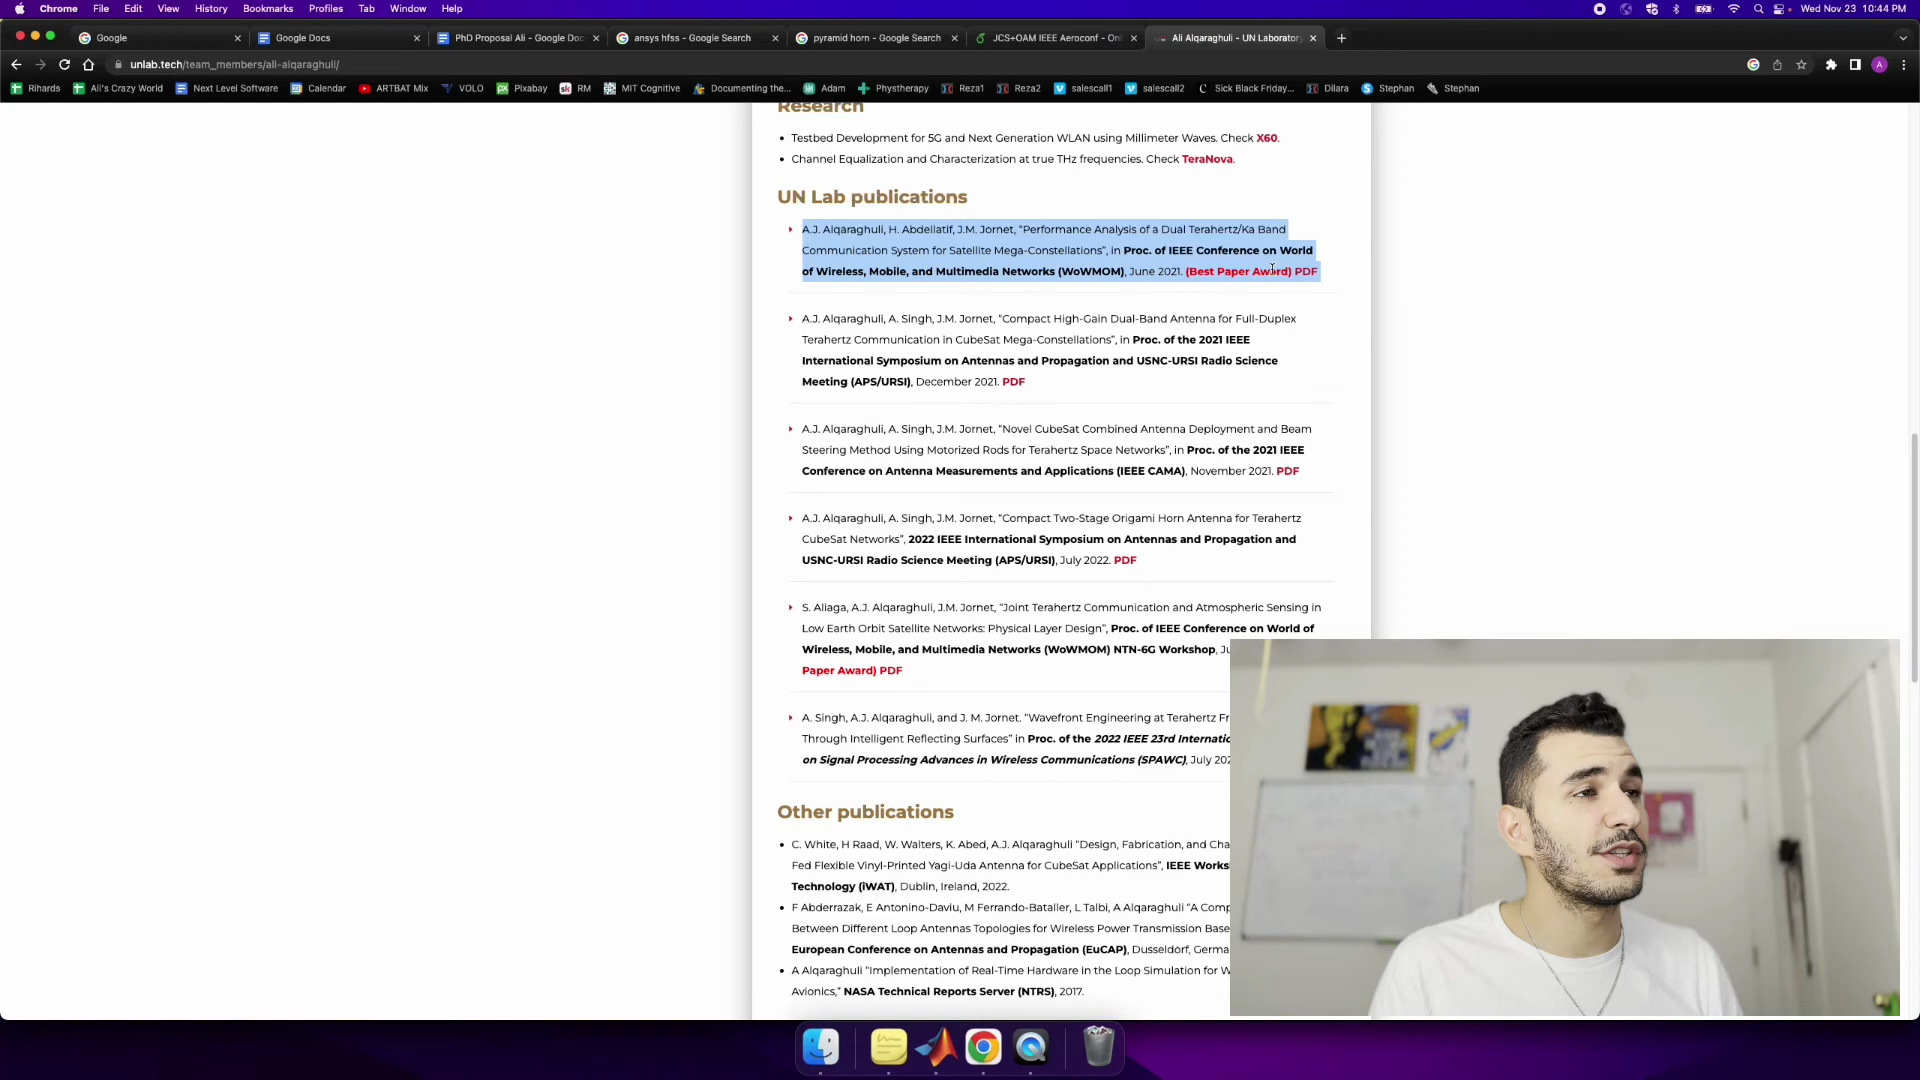 Chrome File Edit View History Bookmarks Profiles Tab Window Help Wed Nov 23 10:44 PM
Google Google Docs PhD Proposal Ali - Google Doc ansys hfss - Google Search pyramid horn - Google Search JCS+OAM IEEE Aeroconf - On Ali Alqaraghuli - UN Laboratory
unlab.tech/team_members/ali-alqaraghuli/ A
Rihards Ali's Crazy World Next Level Software Calendar ARTBAT Mix VOLO Pixabay RM MIT Cognitive Documenting the... Adam Physterapy Reza1 Reza2 salescall1 salescall2 Sick Black Friday... Dilara Stephan Stephan
Research
Testbed Development for 5G and Next Generation WLAN using Millimeter Waves. Check X60.
Channel Equalization and Characterization at true THz frequencies. Check TeraNova.
UN Lab publications
A.J. Alqaraghuli, H. Abdellatif, J.M. Jornet, "Performance Analysis of a Dual Terahertz/Ka Band
Communication System for Satellite Mega-Constellations", in Proc. of IEEE Conference on World
of Wireless, Mobile, and Multimedia Networks (WoWMOM), June 2021. (Best Paper Award) PDF
A.J. Alqaraghuli, A. Singh, J.M. Jornet, "Compact High-Gain Dual-Band Antenna for Full-Duplex
Terahertz Communication in CubeSat Mega-Constellations", in Proc. of the 2021 IEEE
International Symposium on Antennas and Propagation and USNC-URSI Radio Science
Meeting (APS/URSI), December 2021. PDF
A.J. Alqaraghuli, A. Singh, J.M. Jornet, "Novel CubeSat Combined Antenna Deployment and Beam
Steering Method Using Motorized Rods for Terahertz Space Networks", in Proc. of the 2021 IEEE
Conference on Antenna Measurements and Applications (IEEE CAMA), November 2021. PDF
A.J. Alqaraghuli, A. Singh, J.M. Jornet, "Compact Two-Stage Origami Horn Antenna for Terahertz
CubeSat Networks", 2022 IEEE International Symposium on Antennas and Propagation and
USNC-URSI Radio Science Meeting (APS/URSI), July 2022. PDF
S. Aliaga, A.J. Alqaraghuli, J.M. Jornet, "Joint Terahertz Communication and Atmospheric Sensing in
Low Earth Orbit Satellite Networks: Physical Layer Design", Proc. of IEEE Conference on World of
Wireless, Mobile, and Multimedia Networks (WoWMOM) NTN-6G Workshop, Ju
Paper Award) PDF
A. Singh, A.J. Alqaraghuli, and J. M. Jornet. "Wavefront Engineering at Terahertz Fr
Through Intelligent Reflecting Surfaces" in Proc. of the 2022 IEEE 23rd Internatio
on Signal Processing Advances in Wireless Communications (SPAWC), July 202
Other publications
C. White, H Raad, W. Walters, K. Abed, A.J. Alqaraghuli "Design, Fabrication, and Cha
Fed Flexible Vinyl-Printed Yagi-Uda Antenna for CubeSat Applications", IEEE Works
Technology (iWAT), Dublin, Ireland, 2022.
F Abderrazak, E Antonino-Daviu, M Ferrando-Bataller, L Talbi, A Alqaraghuli "A Comp
Between Different Loop Antennas Topologies for Wireless Power Transmission Base
European Conference on Antennas and Propagation (EuCAP), Dusseldorf, Germa
A Alqaraghuli "Implementation of Real-Time Hardware in the Loop Simulation for W
Avionics," NASA Technical Reports Server (NTRS), 2017.